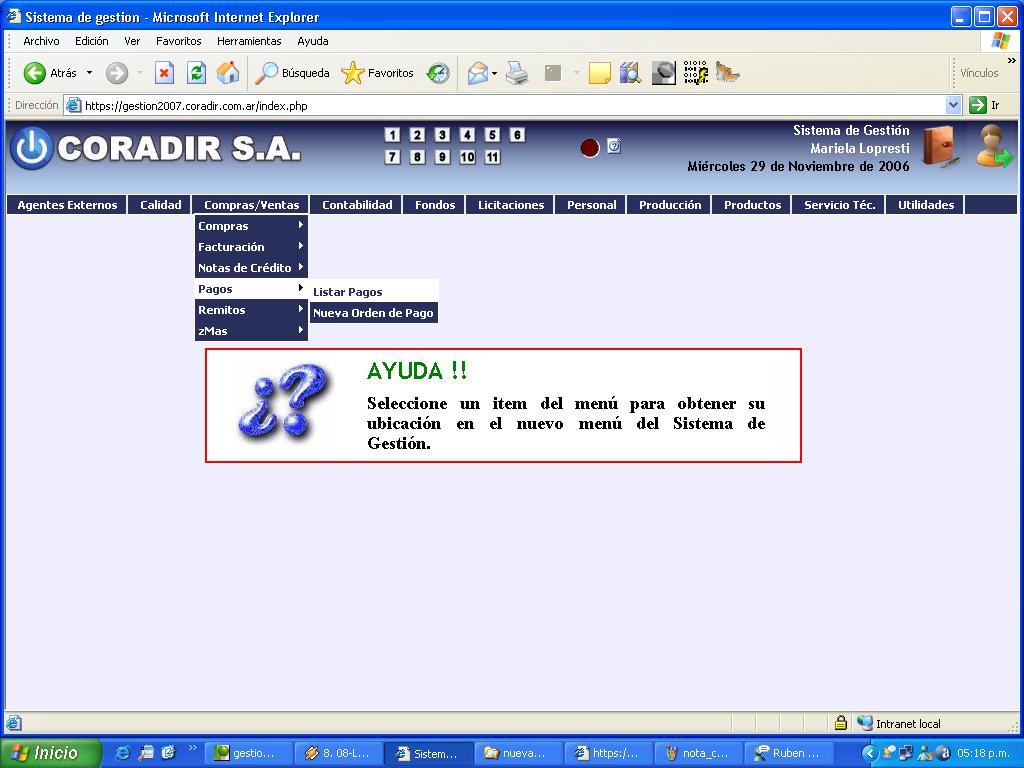 Sistema de gestion - Microsoft Internet Explorer
Archivo Edición Ver Favoritos Herramientas Ayuda
Atrás Búsqueda Favoritos Vínculos »
Dirección https://gestion2007.coradir.com.ar/index.php Ir
CORADIR S.A.
1 2 3 4 5 6
7 8 9 10 11
Sistema de Gestión
Mariela Lopresti
Miércoles 29 de Noviembre de 2006
Agentes Externos Calidad Compras/Ventas Contabilidad Fondos Licitaciones Personal Producción Productos Servicio Téc. Utilidades
Compras
Facturación
Notas de Crédito
Pagos
Listar Pagos
Nueva Orden de Pago
Remitos
zMas
¿?
AYUDA !!
Seleccione un item del menú para obtener su
ubicación en el nuevo menú del Sistema de
Gestión.
Intranet local
Inicio » gestio... 8. 08-L... Sistem... nueva... https:/... nota_c... Ruben ... 05:18 p.m.